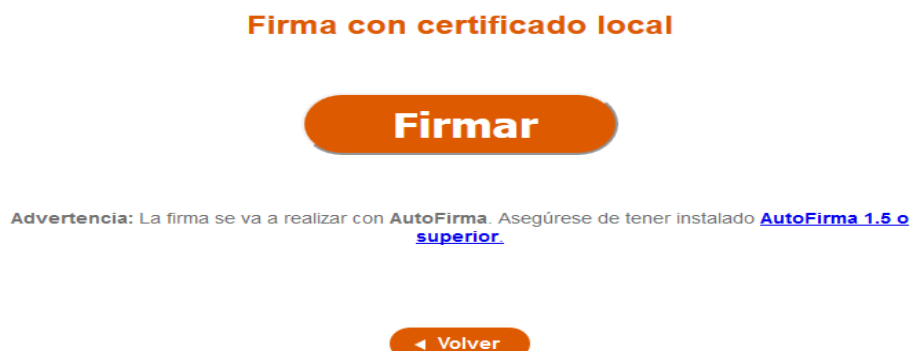 Firma con certificado local
Firmar
Advertencia: La firma se va a realizar con AutoFirma. Asegúrese de tener instalado AutoFirma 1.5 o
superior.
◄ Volver